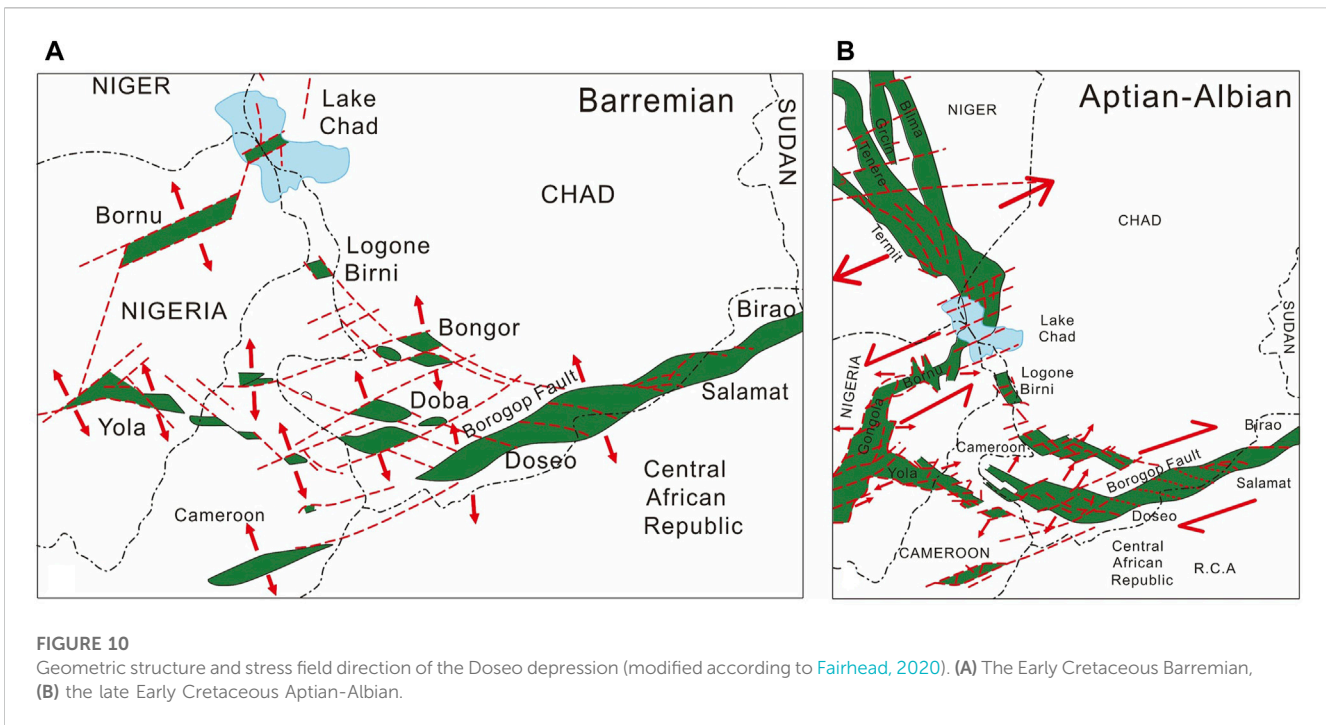 A
NIGER
Lake
Chad
Barremian
SUDAN
CHAD
Bornu
Logone
Birni
NIGERIA
Bongor
Birao
Yola
Doba
Borogop Fault
Salamat
Doseo
Central
African
Republic
Cameroon
B
NIGER
Aptian-Albian
Bilma
Grcin
Tenere
CHAD
Termit
SUDAN
Lake
Chad
NIGERIA
Bornu
Logone
Birni
Gongola
Cameroon
Birao
Yola
Borogop Fault
Salamat
Doseo
CAMEROON
Central
African
Republic
R.C.A
FIGURE 10
Geometric structure and stress field direction of the Doseo depression (modified according to Fairhead, 2020). (A) The Early Cretaceous Barremian,
(B) the late Early Cretaceous Aptian-Albian.